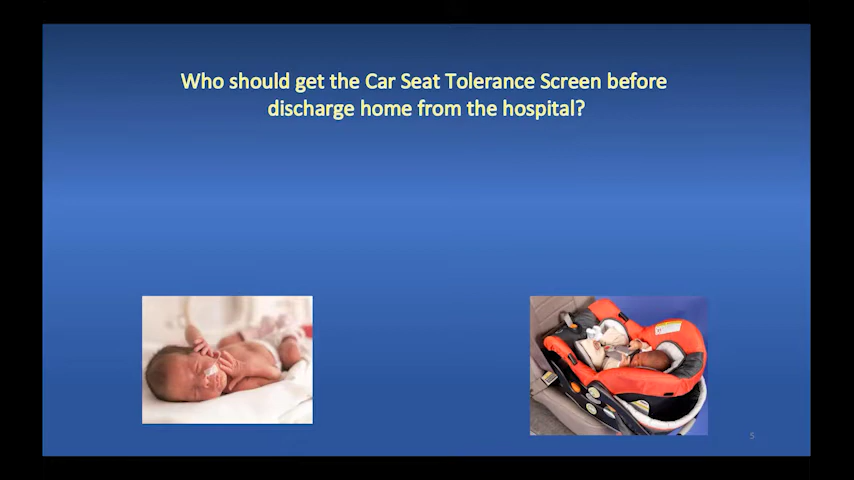 Who should get the Car Seat Tolerance Screen before
discharge home from the hospital?
5